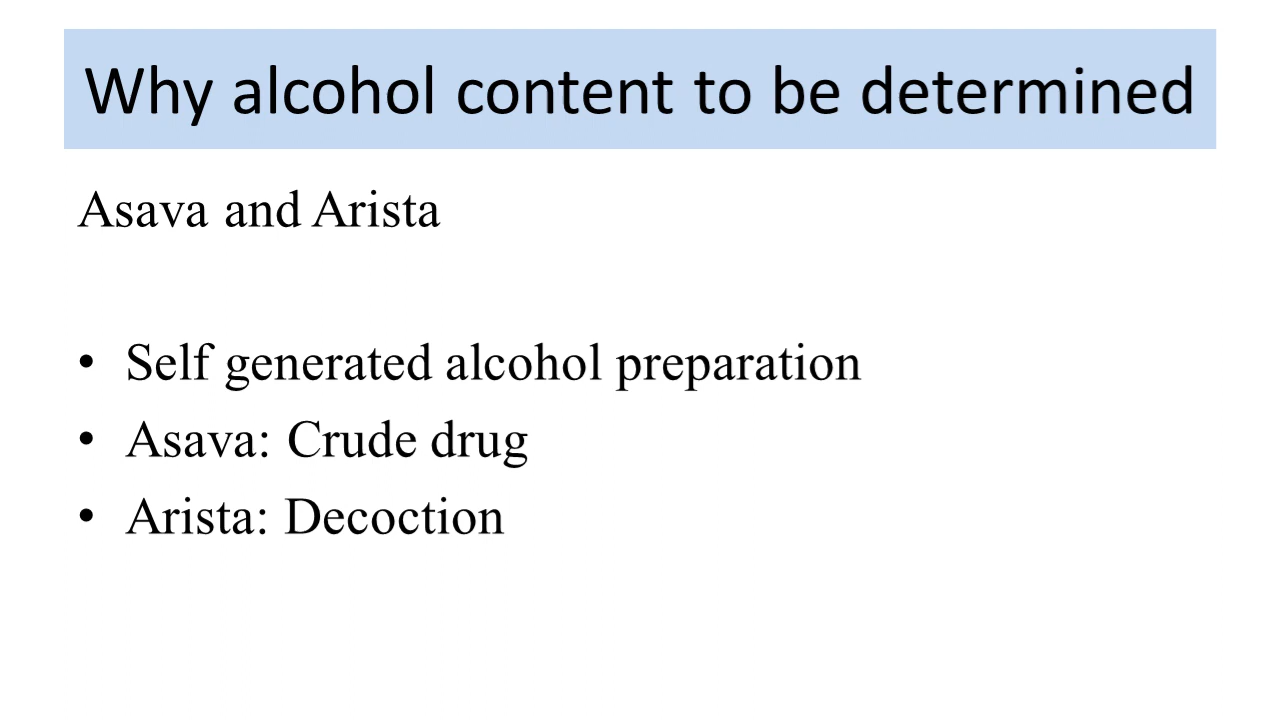 Why alcohol content to be determined
Asava and Arista
• Self generated alcohol preparation
• Asava: Crude drug
• Arista: Decoction